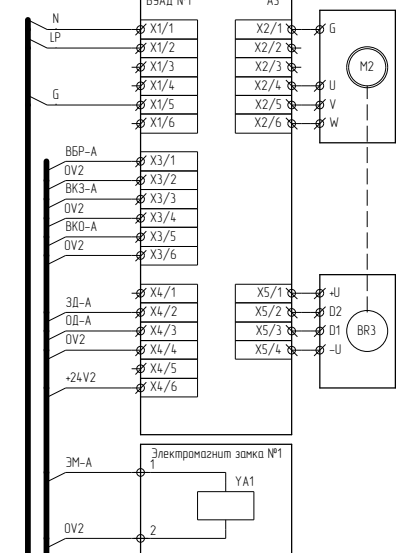 БУАД №1 A3
N X1/1 X2/1 G
LP X1/2 X2/2
X1/3 X2/3 M2
X1/4 X2/4 U
G X1/5 X2/5 V
X1/6 X2/6 W
ВБР-А X3/1
0V2 X3/2
ВКЗ-А X3/3
0V2 X3/4
ВКО-А X3/5
0V2 X3/6
X4/1 X5/1 +U
ЗД-А X4/2 X5/2 D2
ОД-А X4/3 X5/3 D1 BR3
0V2 X4/4 X5/4 -U
X4/5
+24V2 X4/6
Электромагнит замка №1
ЭМ-А 1
YA1
0V2 2